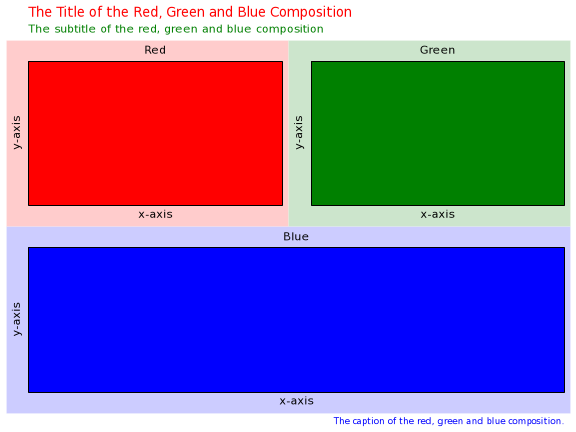 The Title of the Red, Green and Blue Composition
The subtitle of the red, green and blue composition
Red
y-axis
x-axis
Green
y-axis
x-axis
Blue
y-axis
x-axis
The caption of the red, green and blue composition.